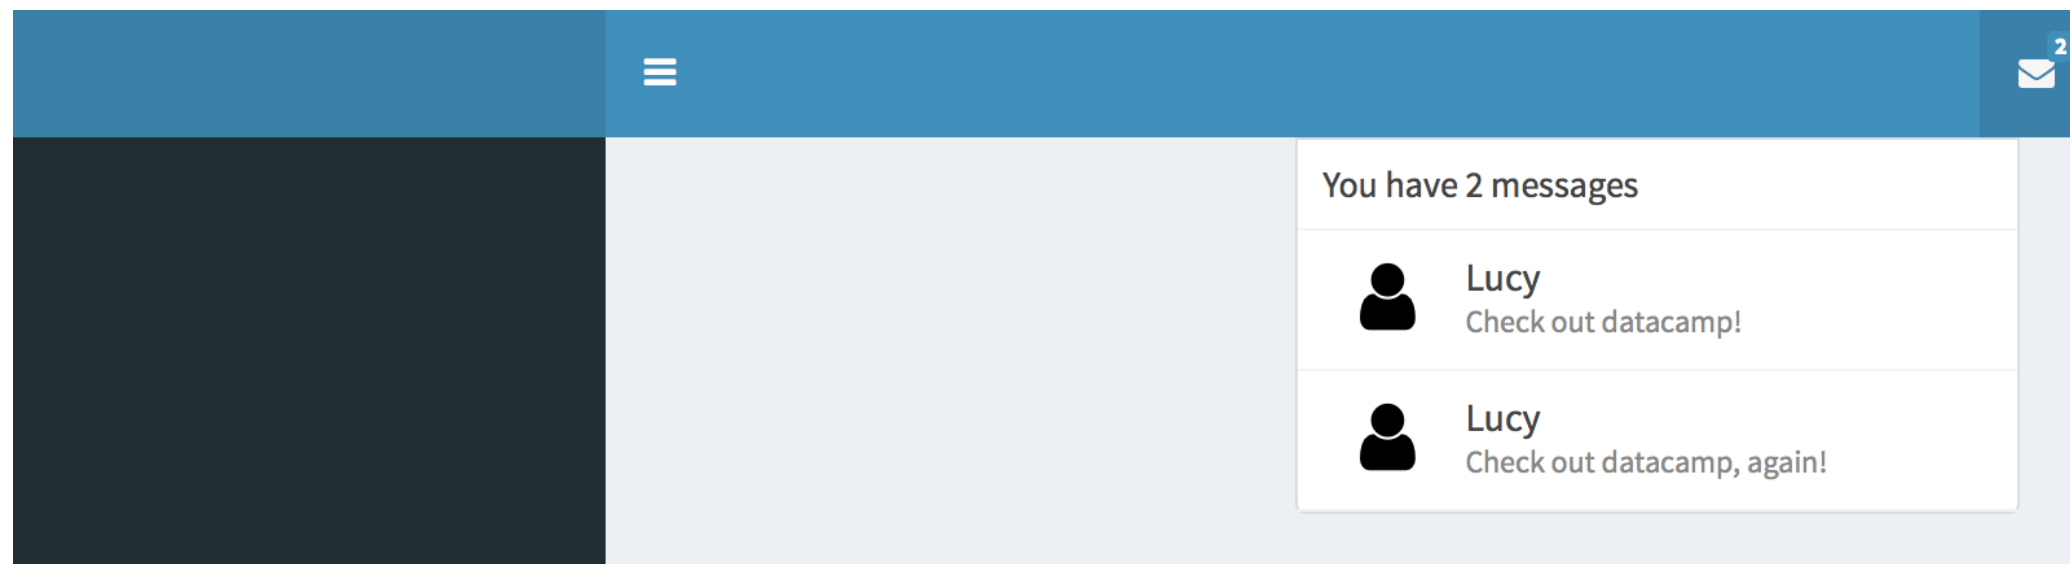 2
You have 2 messages
Lucy
Check out datacamp!
Lucy
Check out datacamp, again!